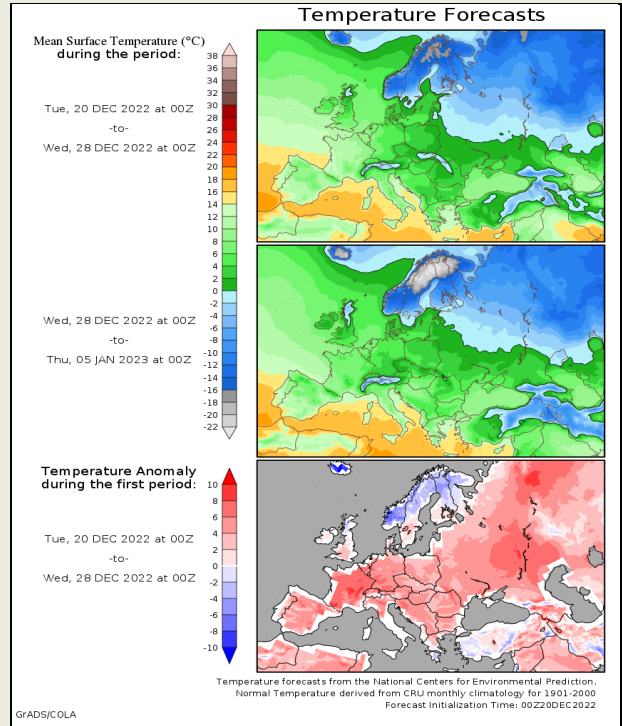 Temperature Forecasts
Mean Surface Temperature (°C)
during the period:
38
36
34
32
30
28
26
24
22
20
18
16
14
12
10
8
6
4
2
0
-2
-4
-6
-8
-10
-12
-14
-16
-18
-20
-22
Tue, 20 DEC 2022 at 00Z
-to-
Wed, 28 DEC 2022 at 00Z
Wed, 28 DEC 2022 at 00Z
-to-
Thu, 05 JAN 2023 at 00Z
Temperature Anomaly
during the first period:
10
8
6
4
2
0
-2
-4
-6
-8
-10
Tue, 20 DEC 2022 at 00Z
-to-
Wed, 28 DEC 2022 at 00Z
Temperature forecasts from the National Centers for Environmental Prediction.
Normal Temperature derived from CRU monthly climatology for 1901-2000
Forecast Initialization Time: 00Z20DEC2022
GrADS/COLA